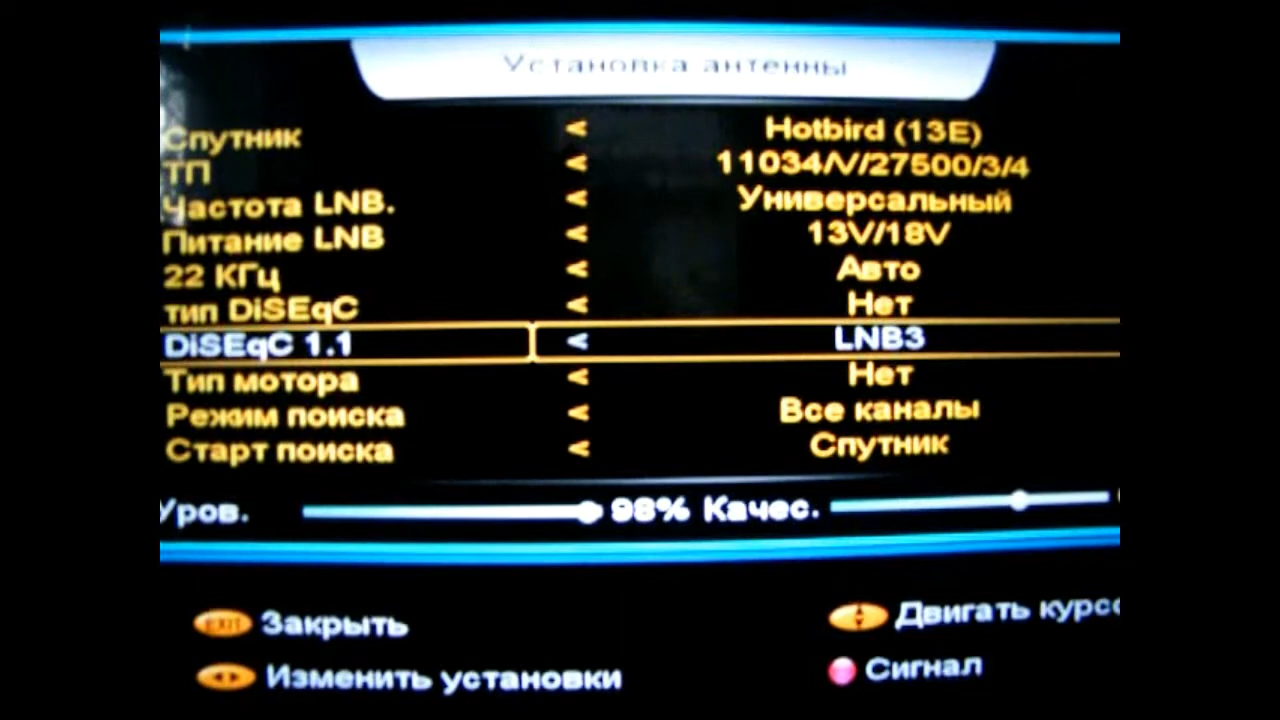 Установка антенны
Спутник < Hotbird (13E)
ТП < 11034/V/27500/3/4
Частота LNB. < Универсальный
Питание LNB < 13V/18V
22 КГц < Авто
тип DiSEqC < Нет
DiSEqC 1.1 < LNB3
Тип мотора < Нет
Режим поиска < Все каналы
Старт поиска < Спутник
Уров. 98% Качес.
EXIT Закрыть
Двигать курсо
Изменить установки
Сигнал